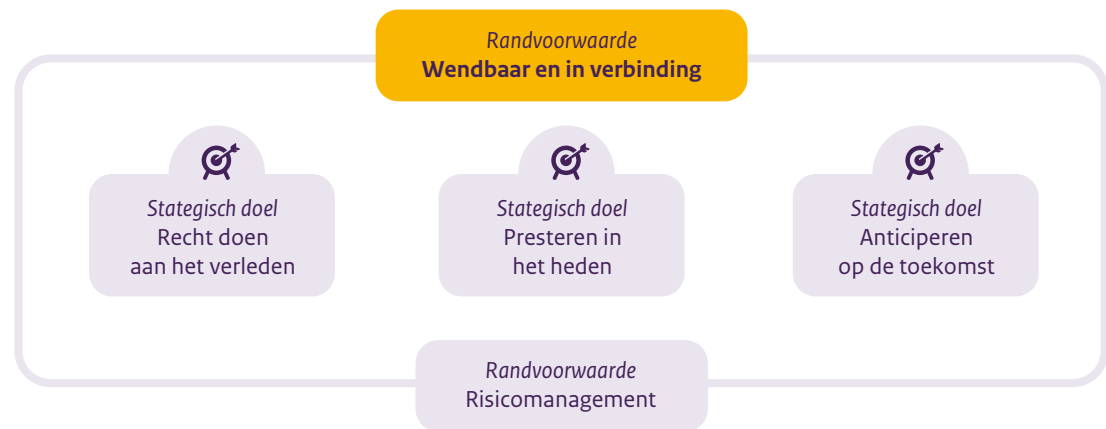 Randvoorwaarde
Wendbaar en in verbinding
Stategisch doel
Recht doen
aan het verleden
Stategisch doel
Presteren in
het heden
Stategisch doel
Anticiperen
op de toekomst
Randvoorwaarde
Risicomanagement